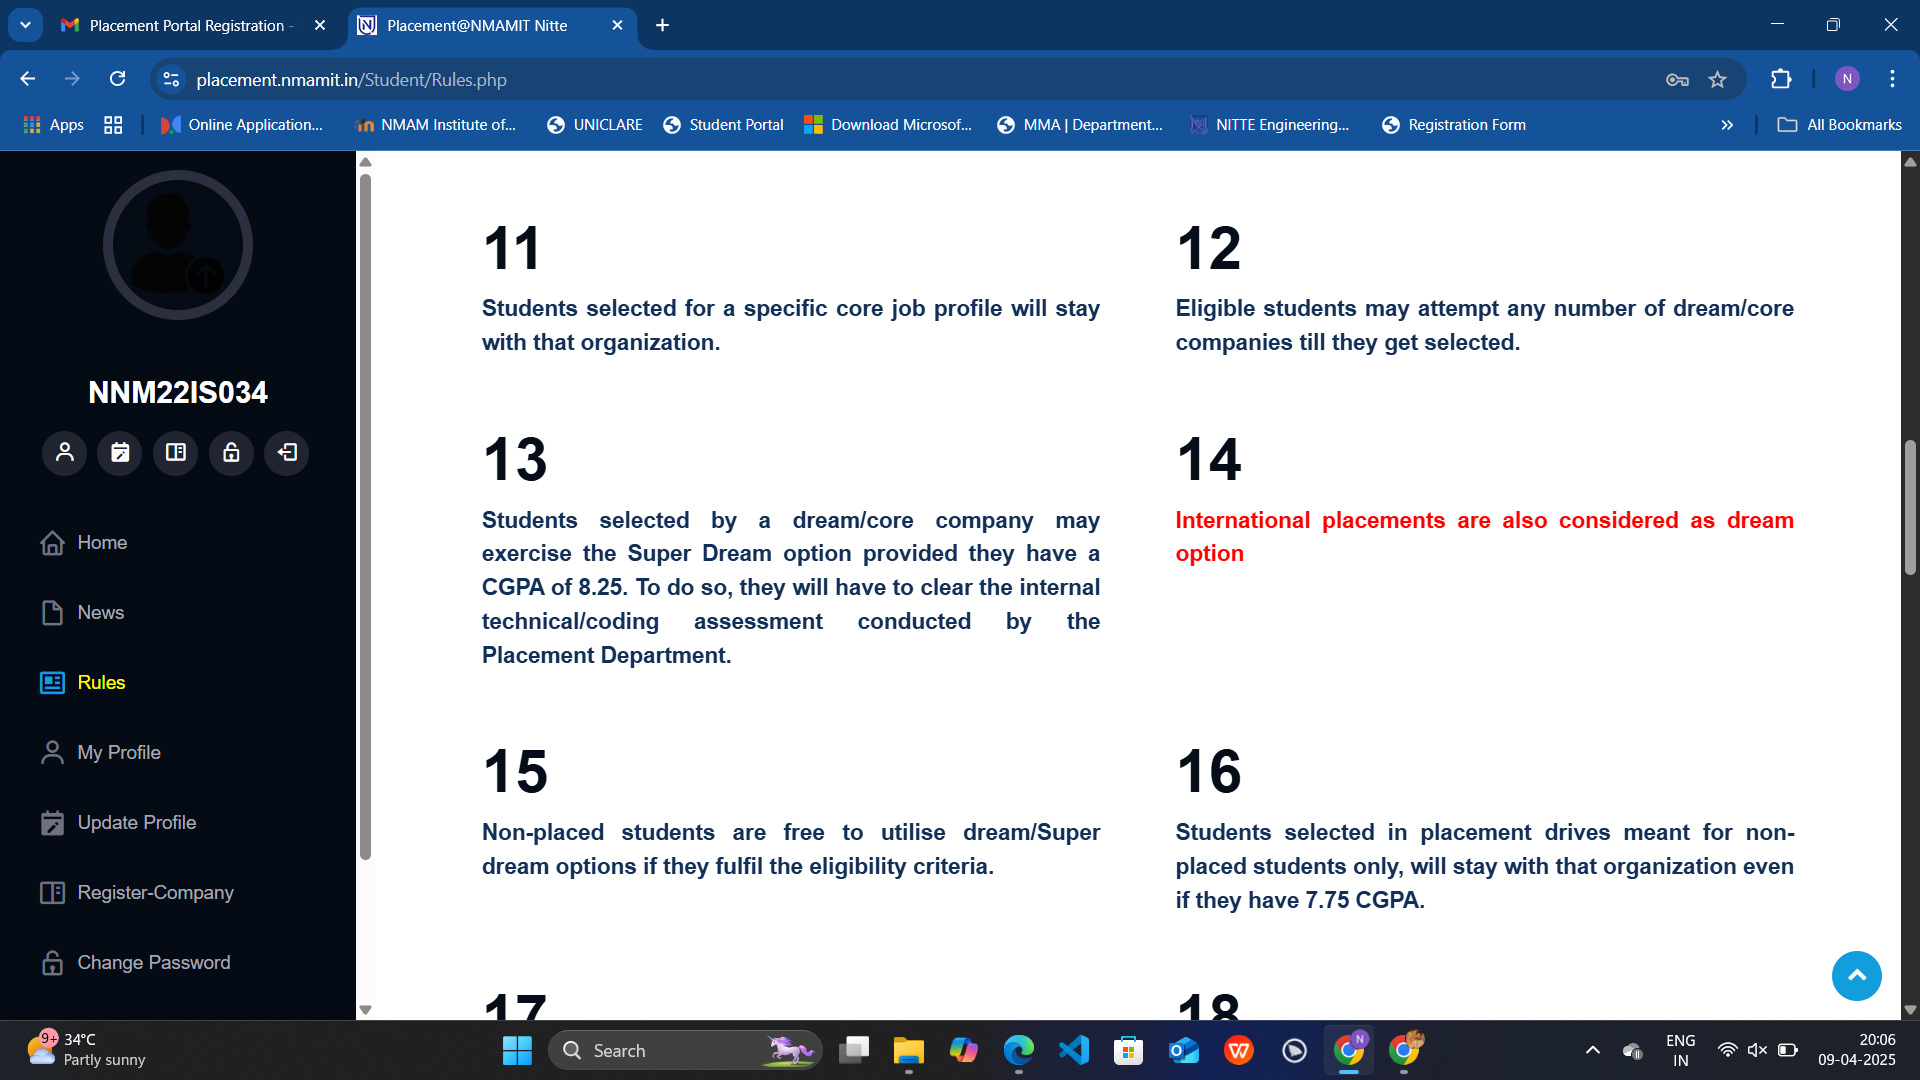 Placement Portal Registration -
Placement@NMAMIT Nitte
placement.nmamit.in/Student/Rules.php
N
Apps
Online Application...
NMAM Institute of...
UNICLARE
Student Portal
Download Microsof...
MMA | Department...
NITTE Engineering...
Registration Form
All Bookmarks
NNM22IS034
Home
News
Rules
My Profile
Update Profile
Register-Company
Change Password
11
Students selected for a specific core job profile will stay
with that organization.
12
Eligible students may attempt any number of dream/core
companies till they get selected.
13
Students selected by a dream/core company may
exercise the Super Dream option provided they have a
CGPA of 8.25. To do so, they will have to clear the internal
technical/coding assessment conducted by the
Placement Department.
14
International placements are also considered as dream
option
15
Non-placed students are free to utilise dream/Super
dream options if they fulfil the eligibility criteria.
16
Students selected in placement drives meant for non-
placed students only, will stay with that organization even
if they have 7.75 CGPA.
17
18
9+
34°C
Partly sunny
Search
N
ENG
IN
20:06
09-04-2025